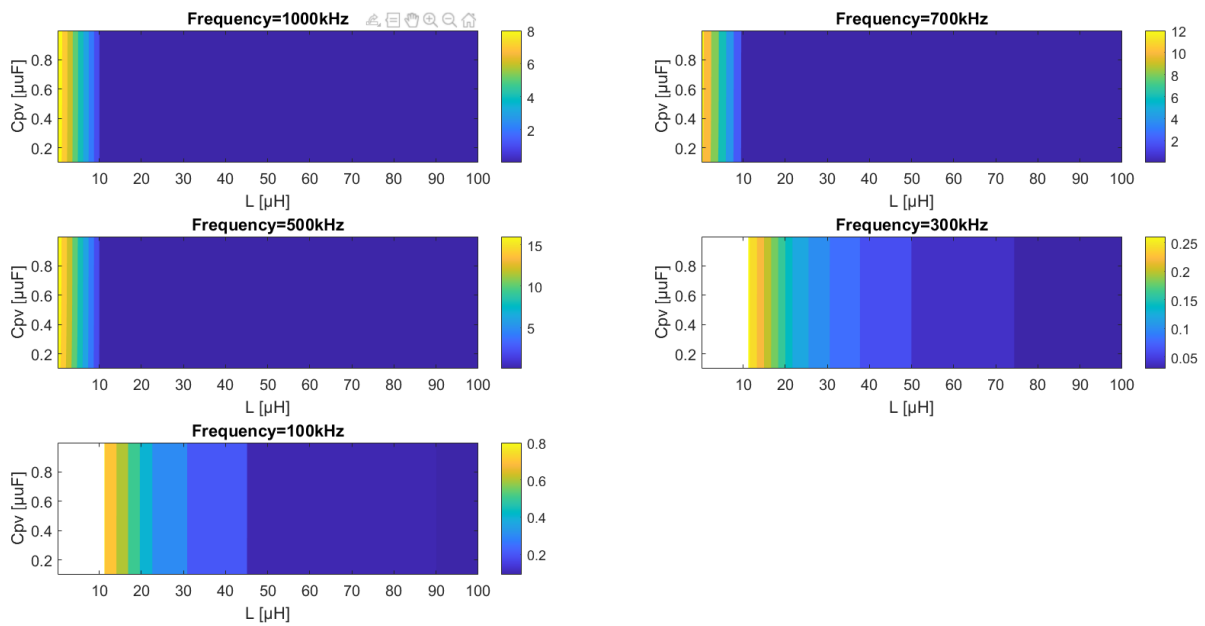 Frequency=1000kHz
Cpv [µuF]
0.8
0.6
0.4
0.2
10 20 30 40 50 60 70 80 90 100
L [µH]
8
6
4
2
Frequency=700kHz
Cpv [µuF]
0.8
0.6
0.4
0.2
10 20 30 40 50 60 70 80 90 100
L [µH]
12
10
8
6
4
2
Frequency=500kHz
Cpv [µuF]
0.8
0.6
0.4
0.2
10 20 30 40 50 60 70 80 90 100
L [µH]
15
10
5
Frequency=300kHz
Cpv [µuF]
0.8
0.6
0.4
0.2
10 20 30 40 50 60 70 80 90 100
L [µH]
0.25
0.2
0.15
0.1
0.05
Frequency=100kHz
Cpv [µuF]
0.8
0.6
0.4
0.2
10 20 30 40 50 60 70 80 90 100
L [µH]
0.8
0.6
0.4
0.2